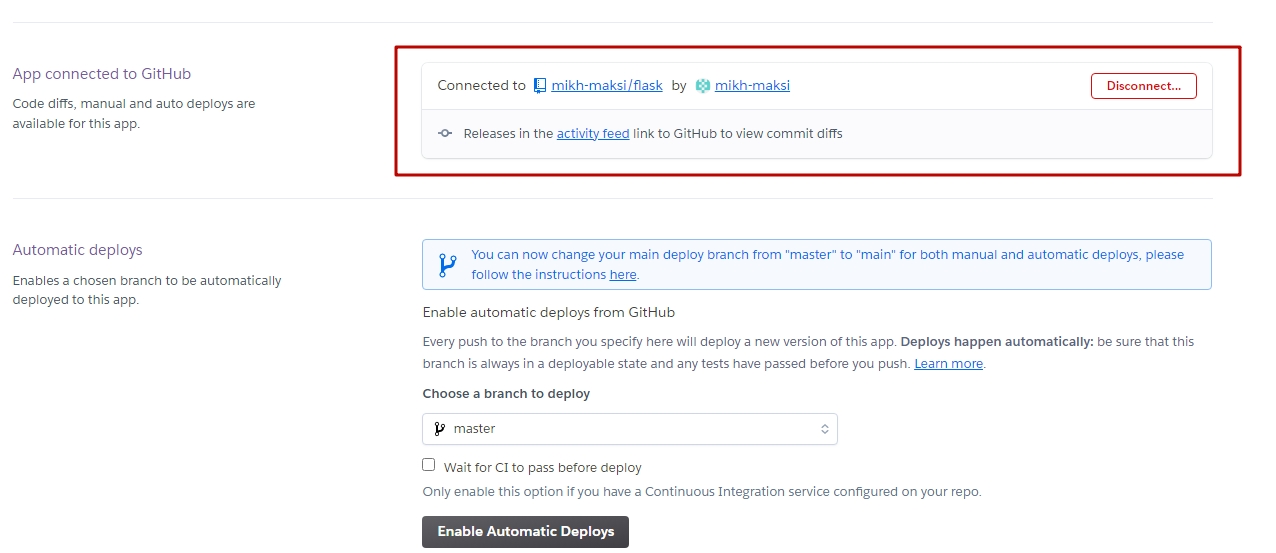 App connected to GitHub
Code diffs, manual and auto deploys are
available for this app.
Connected to mikh-maksi/flask by mikh-maksi
Disconnect...
Releases in the activity feed link to GitHub to view commit diffs
Automatic deploys
Enables a chosen branch to be automatically
deployed to this app.
You can now change your main deploy branch from "master" to "main" for both manual and automatic deploys, please
follow the instructions here.
Enable automatic deploys from GitHub
Every push to the branch you specify here will deploy a new version of this app. Deploys happen automatically: be sure that this
branch is always in a deployable state and any tests have passed before you push. Learn more.
Choose a branch to deploy
master
Wait for CI to pass before deploy
Only enable this option if you have a Continuous Integration service configured on your repo.
Enable Automatic Deploys